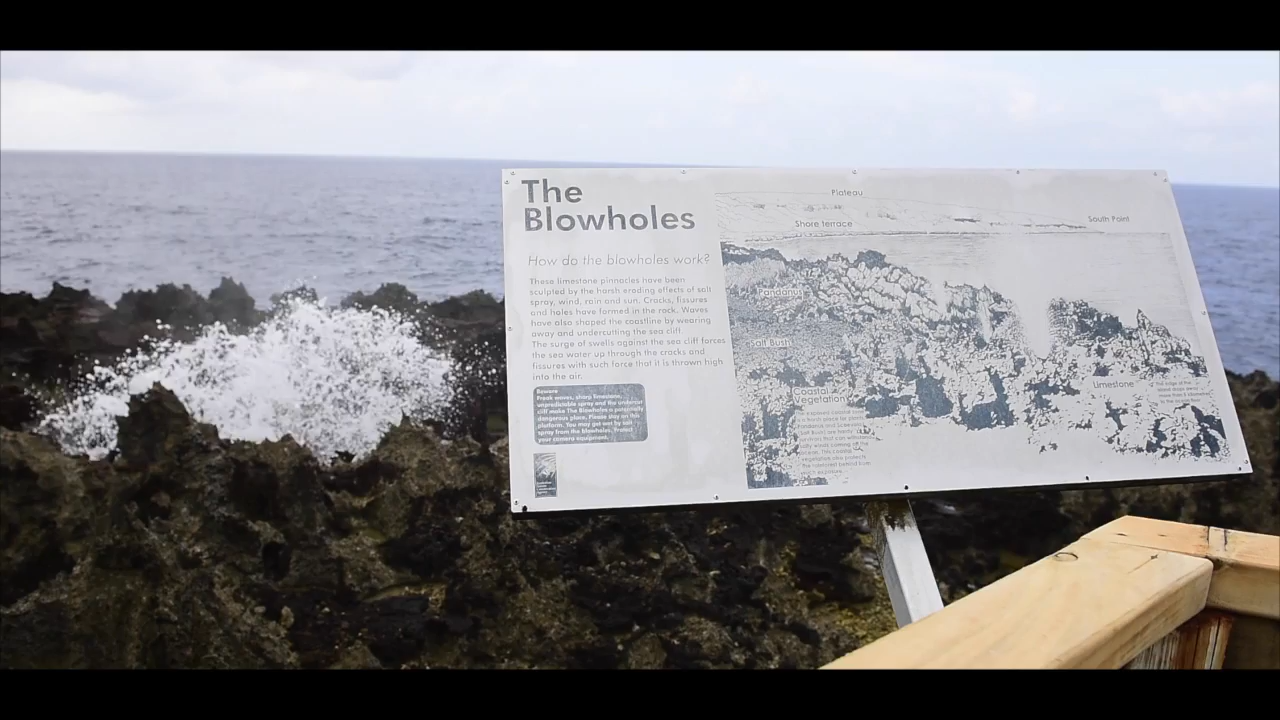 The
Blowholes
How do the blowholes work?
These limestone pinnacles have been
sculpted by the harsh eroding effects of salt
spray, wind, rain and sun. Cracks, fissures
and holes have formed in the rock. Waves
have also shaped the coastline by wearing
away and undercutting the sea cliff.
The surge of swells against the sea cliff forces
the sea water up through the cracks and
fissures with such force that it is thrown high
into the air.
Beware
Freak waves, sharp limestone,
unpredictable spray and the undercut
cliff make The Blowholes a potentially
dangerous place. Please stay on this
platform. You may get wet by salt
spray from the blowholes. Protect
your camera equipment.
Plateau
Shore terrace
South Point
Pandanus
Salt Bush
Coastal
Vegetation
Limestone